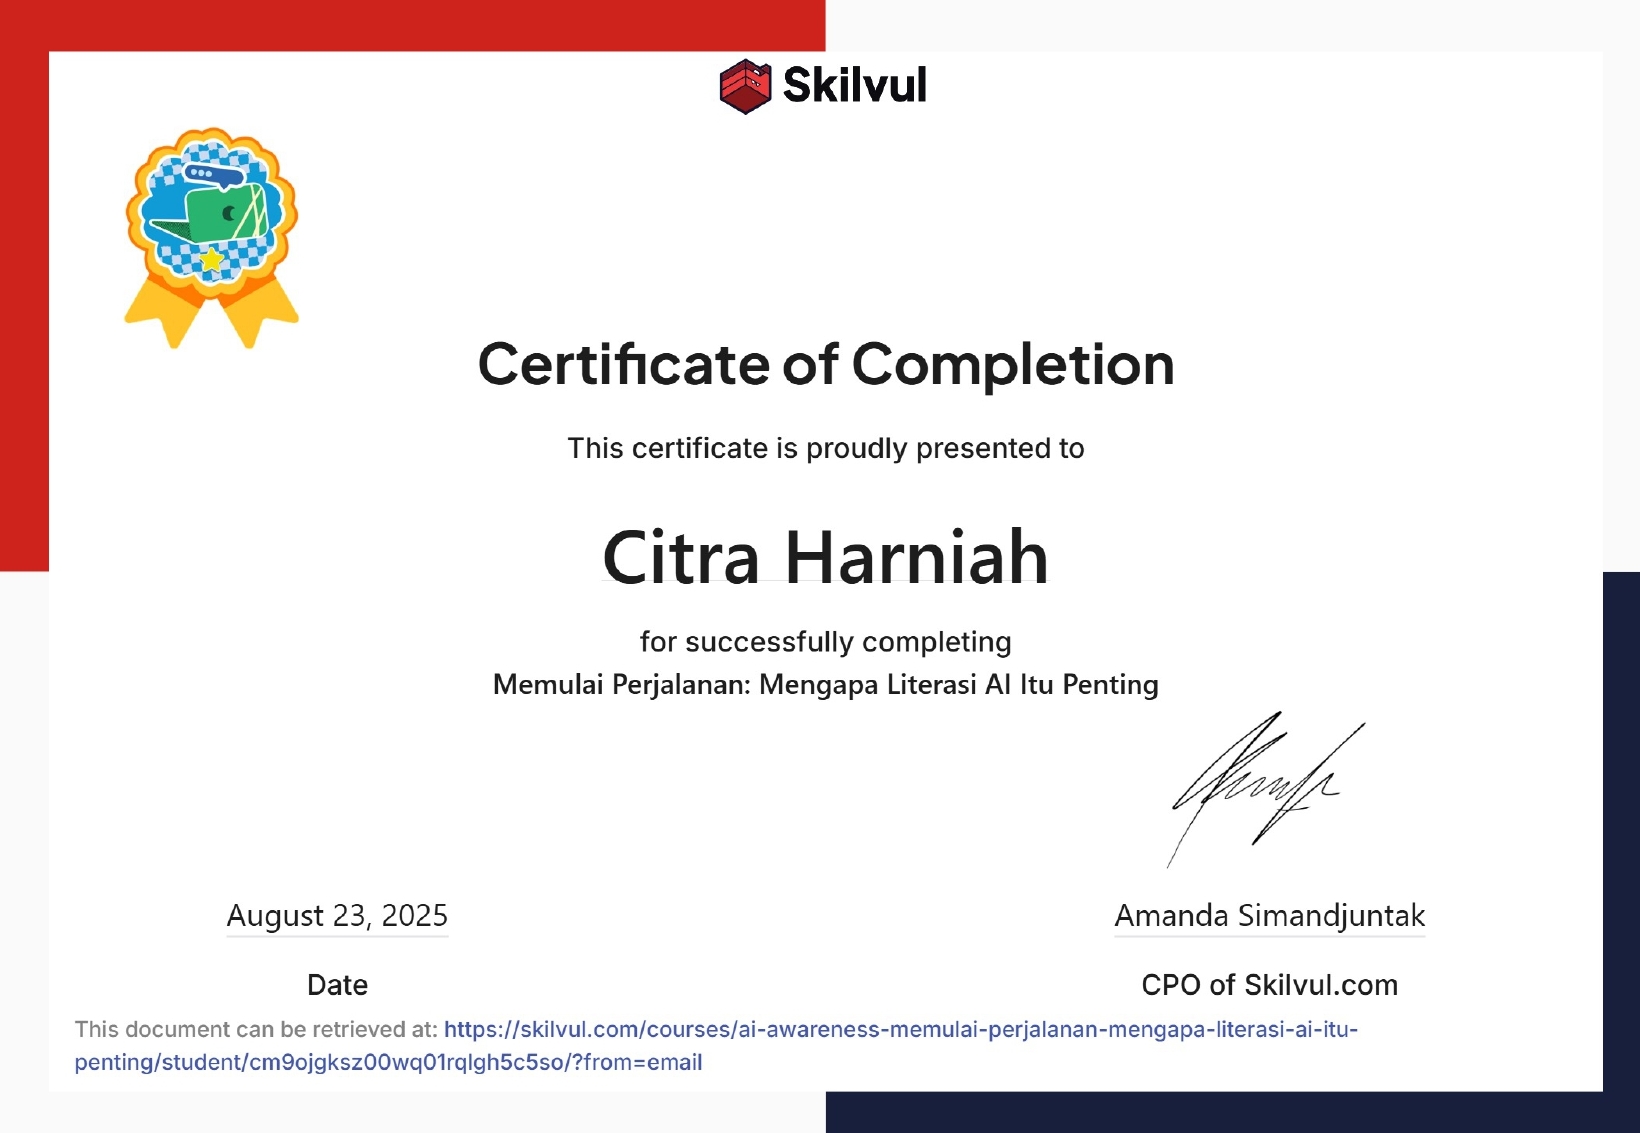 Skilvul
Certificate of Completion
This certificate is proudly presented to
Citra Harniah
for successfully completing
Memulai Perjalanan: Mengapa Literasi AI Itu Penting
August 23, 2025
Date
Amanda Simandjuntak
CPO of Skilvul.com
This document can be retrieved at: https://skilvul.com/courses/ai-awareness-memulai-perjalanan-mengapa-literasi-ai-itu-
penting/student/cm9ojgksz00wq01rqlgh5c5so/?from=email